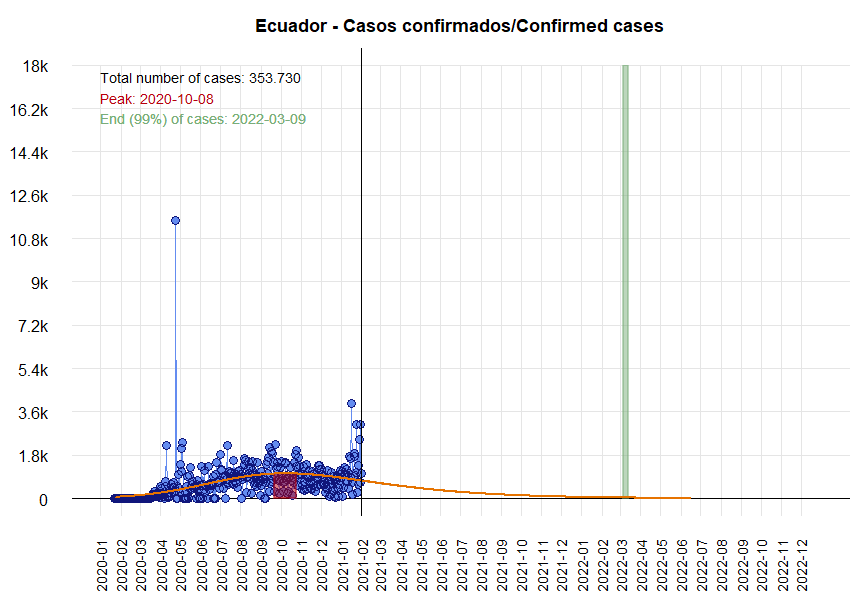 Ecuador - Casos confirmados/Confirmed cases
18k
Total number of cases: 353.730
Peak: 2020-10-08
End (99%) of cases: 2022-03-09
16.2k
14.4k
12.6k
10.8k
9k
7.2k
5.4k
3.6k
1.8k
0
2020-01
2020-02
2020-03
2020-04
2020-05
2020-06
2020-07
2020-08
2020-09
2020-10
2020-11
2020-12
2021-01
2021-02
2021-03
2021-04
2021-05
2021-06
2021-07
2021-08
2021-09
2021-10
2021-11
2021-12
2022-01
2022-02
2022-03
2022-04
2022-05
2022-06
2022-07
2022-08
2022-09
2022-10
2022-11
2022-12